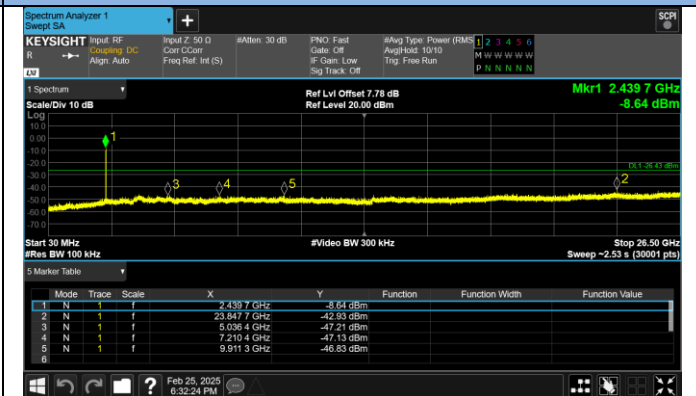 Spectrum Analyzer 1
Swept SA
+
SCPI
KEYSIGHT Input: RF Input Z: 50 Ω #Atten: 30 dB PNO: Fast #Avg Type: Power (RMS 1 2 3 4 5 6
R Coupling: DC Corr CCorr Gate: Off Avg|Hold: 10/10 M W W W W W
Align: Auto Freq Ref: Int (S) IF Gain: Low Trig: Free Run
Sig Track: Off P N N N N N
LXI
1 Spectrum Ref Lvl Offset 7.78 dB Mkr1 2.439 7 GHz
Scale/Div 10 dB Ref Level 20.00 dBm -8.64 dBm
Log
10.0
0.00 1
-10.0
-20.0 DL1 -26.43 dBm
-30.0
-40.0 3 4 5 2
-50.0
-60.0
-70.0
Start 30 MHz #Video BW 300 kHz Stop 26.50 GHz
#Res BW 100 kHz Sweep ~2.53 s (30001 pts)
5 Marker Table
Mode Trace Scale X Y Function Function Width Function Value
1 N 1 f 2.439 7 GHz -8.64 dBm
2 N 1 f 23.847 7 GHz -42.93 dBm
3 N 1 f 5.036 4 GHz -47.21 dBm
4 N 1 f 7.210 4 GHz -47.13 dBm
5 N 1 f 9.911 3 GHz -46.83 dBm
6
? Feb 25, 2025
6:32:24 PM